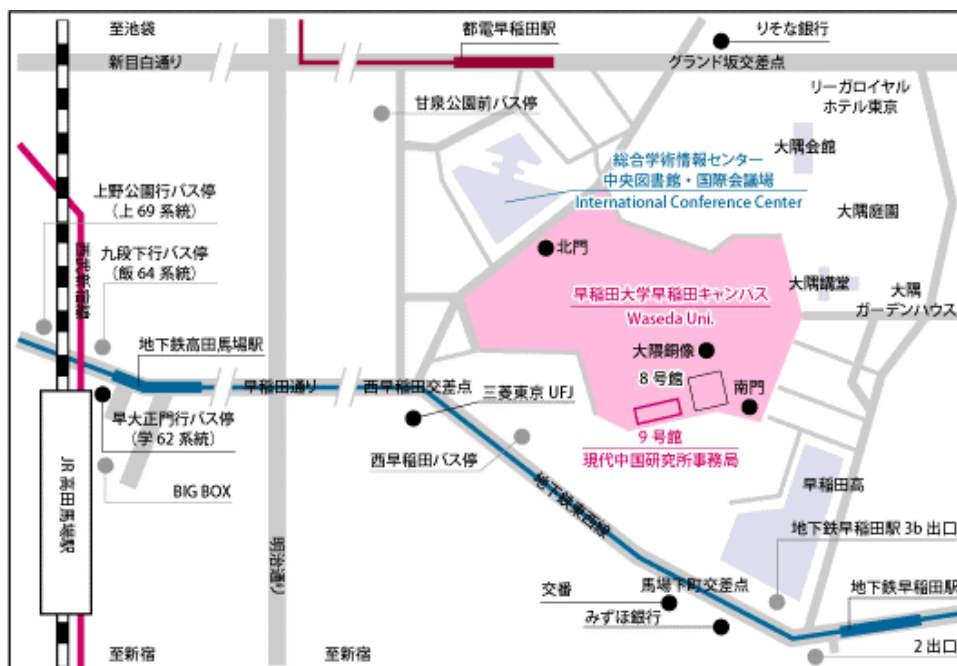 至池袋
都電早稲田駅
りそな銀行
新目白通り
グランド坂交差点
リーガロイヤル
ホテル東京
甘泉公園前バス停
大隈会館
総合学術情報センター
中央図書館・国際会議場
International Conference Center
上野公園行バス停
(上 69 系統)
大隈庭園
西武新宿線
九段下行バス停
(飯 64 系統)
北門
早稲田大学早稲田キャンパス
Waseda Uni.
大隈講堂
大隈
ガーデンハウス
地下鉄高田馬場駅
大隈銅像
8 号館
早稲田通り
西早稲田交差点
三菱東京 UFJ
南門
早大正門行バス停
(学 62 系統)
9 号館
現代中国研究所事務局
西早稲田バス停
BIG BOX
地下鉄東西線
早稲田高
JR 高田馬場駅
明治通り
地下鉄早稲田駅 3b 出口
交番
馬場下町交差点
地下鉄早稲田駅
みずほ銀行
至新宿
至新宿
2 出口